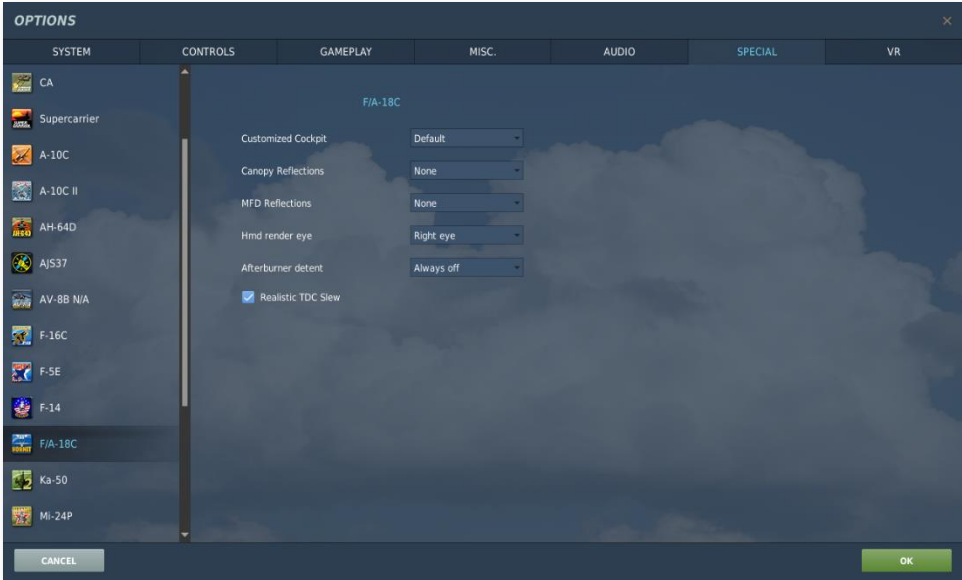 OPTIONS
SYSTEM CONTROLS GAMEPLAY MISC. AUDIO SPECIAL VR
CA
Supercarrier
A-10C
A-10C II
AH-64D
AJS37
AV-8B N/A
F-16C
F-5E
F-14
F/A-18C
Ka-50
Mi-24P
F/A-18C
Customized Cockpit Default
Canopy Reflections None
MFD Reflections None
Hmd render eye Right eye
Afterburner detent Always off
Realistic TDC Slew
CANCEL OK